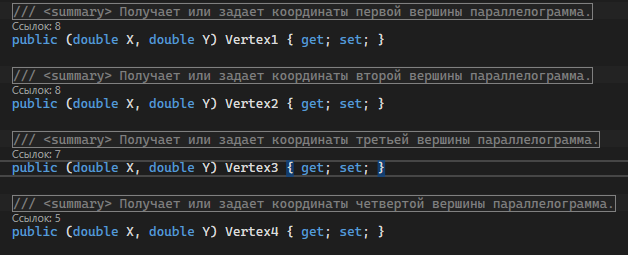 /// <summary> Получает или задает координаты первой вершины параллелограмма.
Ссылок: 8
public (double X, double Y) Vertex1 { get; set; }
/// <summary> Получает или задает координаты второй вершины параллелограмма.
Ссылок: 8
public (double X, double Y) Vertex2 { get; set; }
/// <summary> Получает или задает координаты третьей вершины параллелограмма.
Ссылок: 7
public (double X, double Y) Vertex3 { get; set; }
/// <summary> Получает или задает координаты четвертой вершины параллелограмма.
Ссылок: 5
public (double X, double Y) Vertex4 { get; set; }